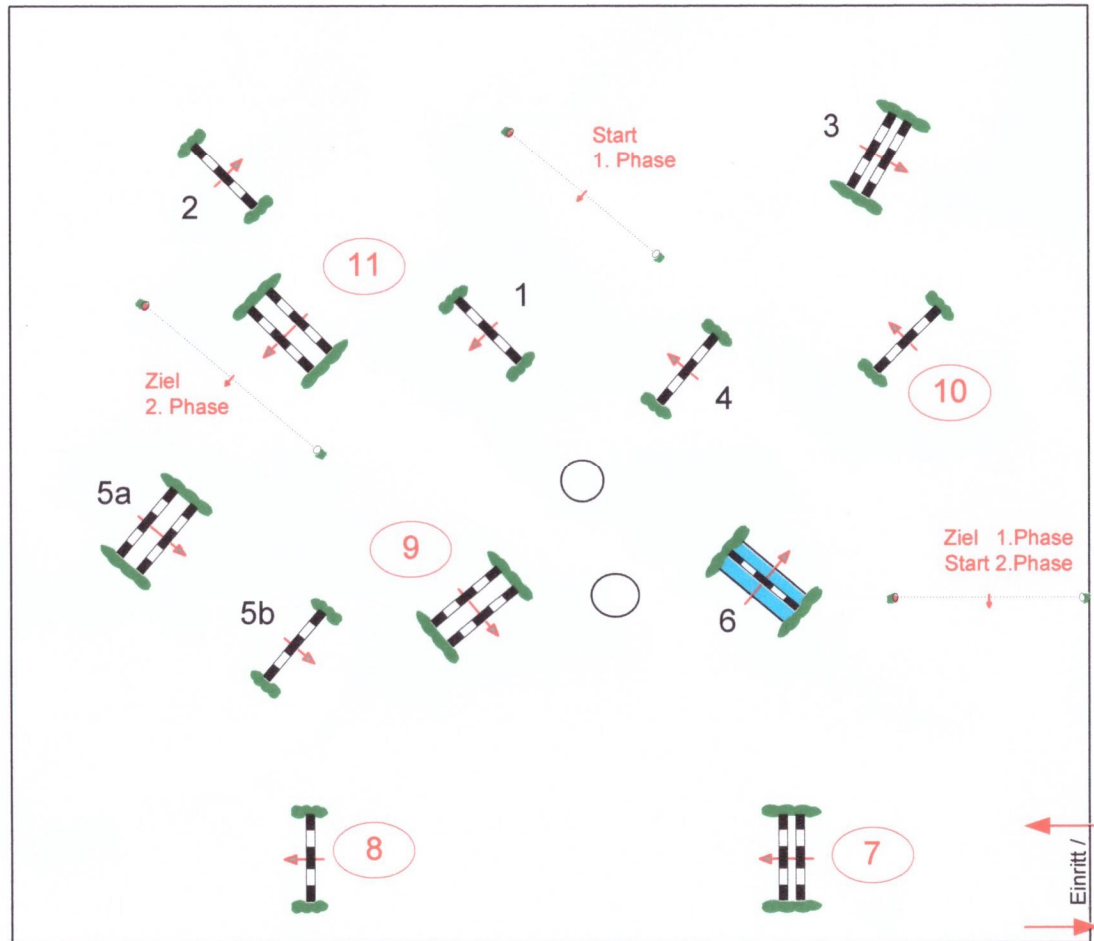 Start
1. Phase
3
2
11
1
4
10
Ziel
2. Phase
5a
9
Ziel 1.Phase
Start 2.Phase
5b
6
8
7
Einritt /